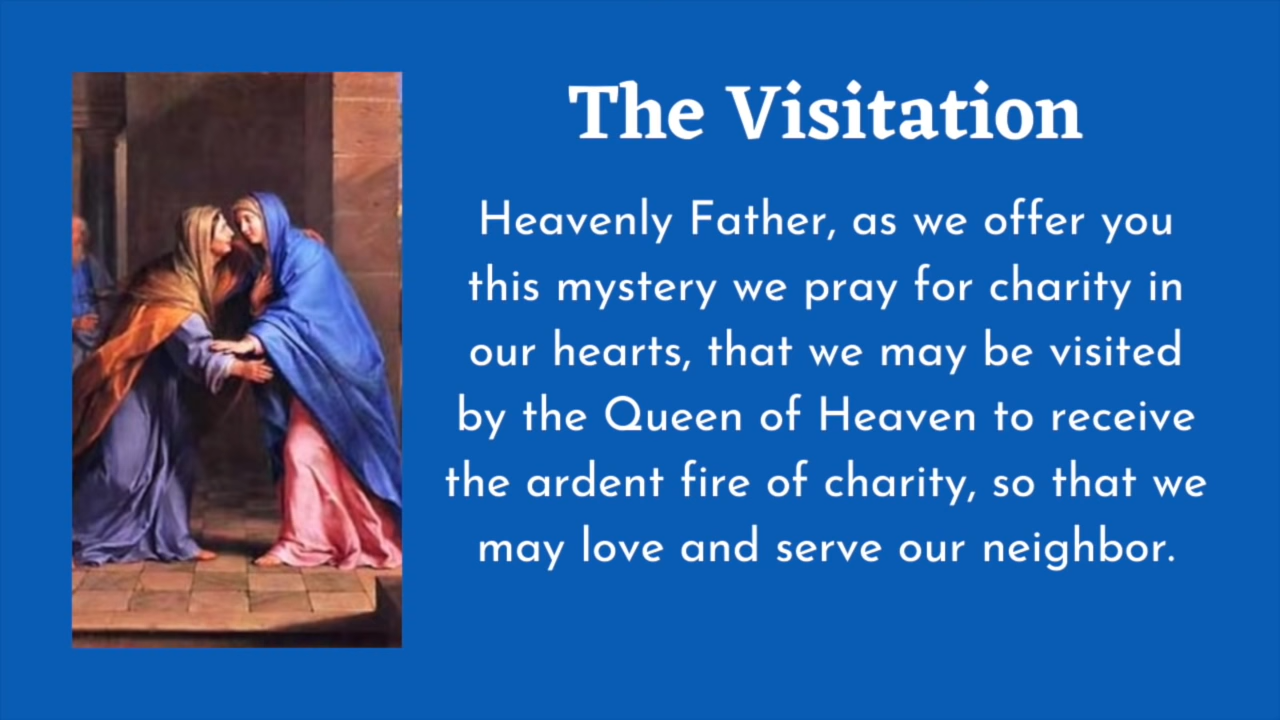 The Visitation
Heavenly Father, as we offer you
this mystery we pray for charity in
our hearts, that we may be visited
by the Queen of Heaven to receive
the ardent fire of charity, so that we
may love and serve our neighbor.